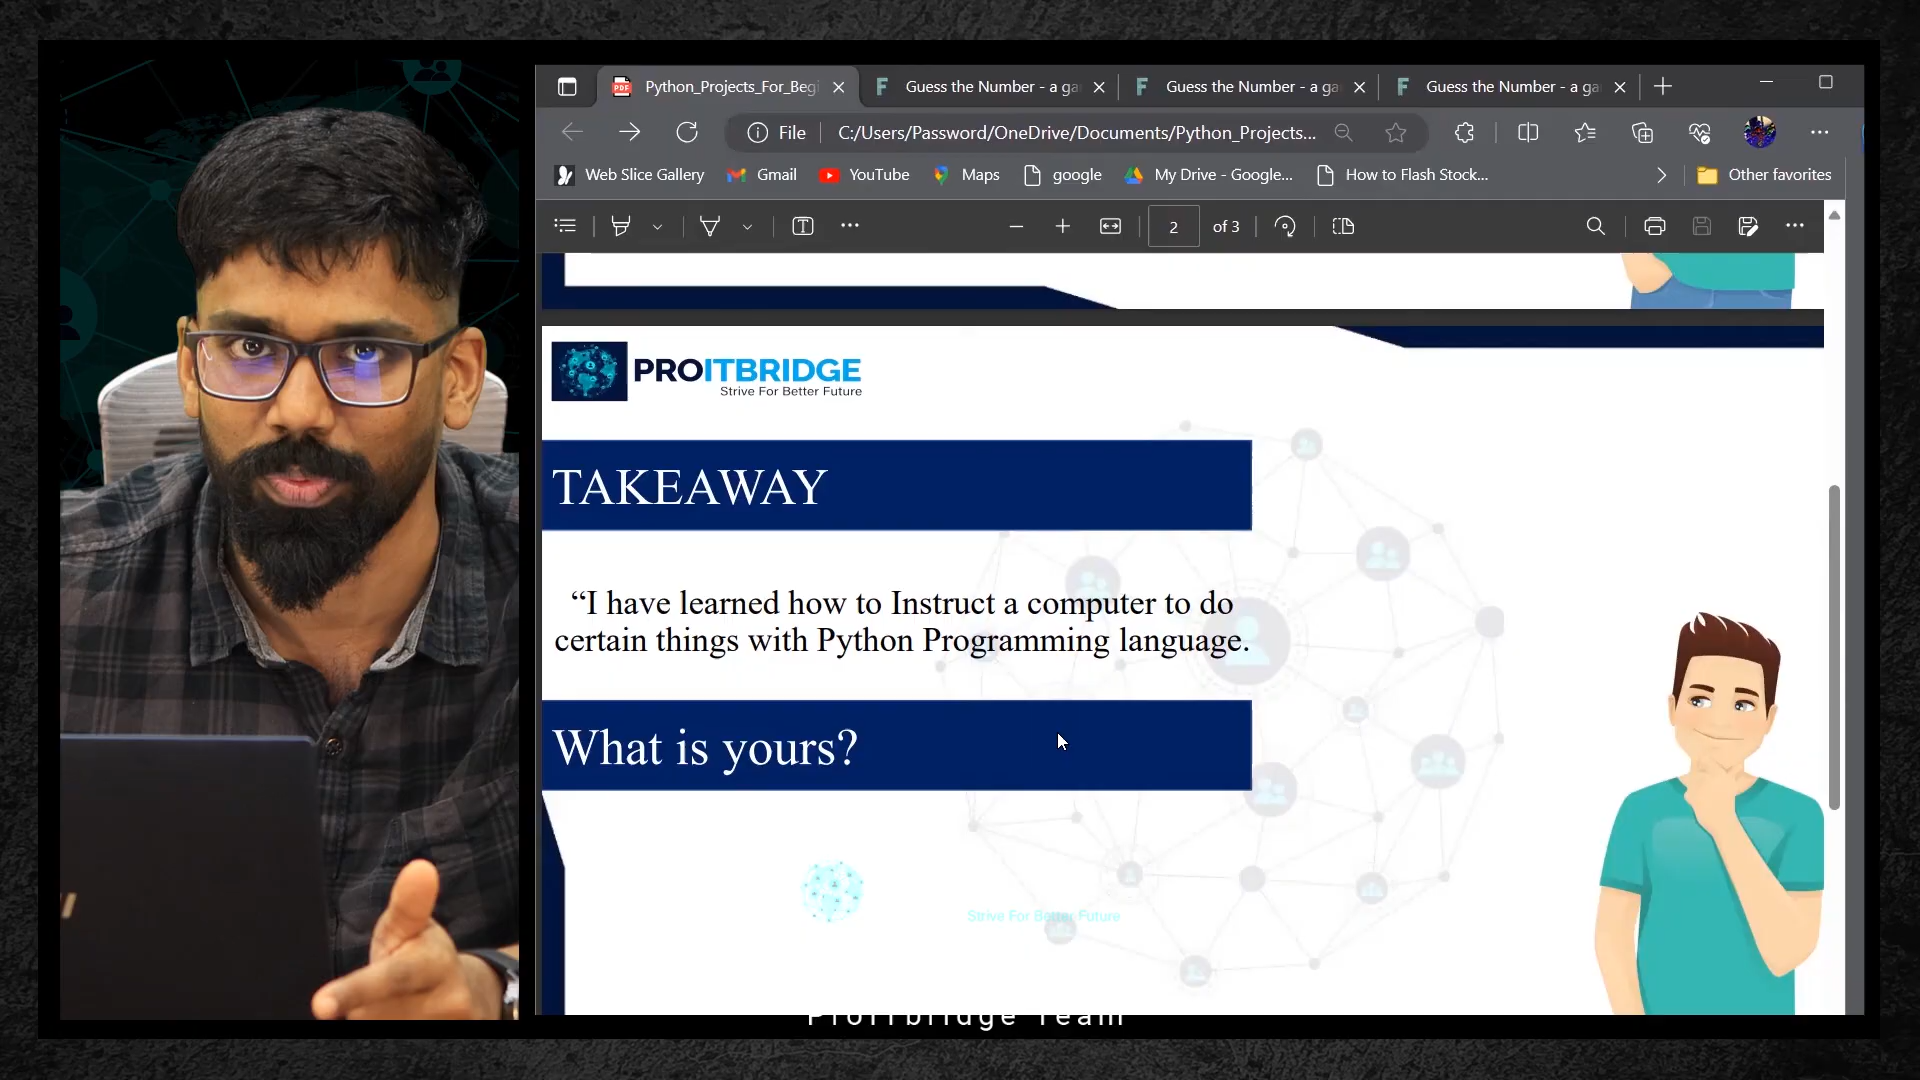 Python_Projects_For_Begi
Guess the Number - a ga
Guess the Number - a ga
Guess the Number - a ga
File
C:/Users/Password/OneDrive/Documents/Python_Projects...
Web Slice Gallery
Gmail
YouTube
Maps
google
My Drive - Google...
How to Flash Stock...
Other favorites
2
of 3
PROITBRIDGE
Strive For Better Future
TAKEAWAY
“I have learned how to Instruct a computer to do
certain things with Python Programming language.
What is yours?
Strive For Better Future
ProITbridge Team